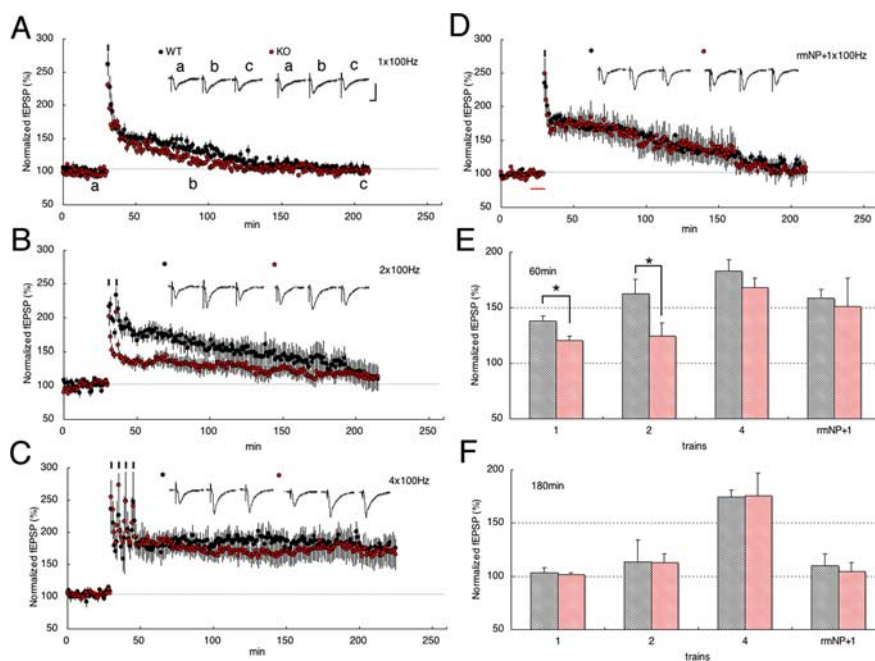 A
300
250
200
150
100
50
Normalized fEPSP (%)
WT
KO
1x100Hz
a b c a b c
a
b
c
0 50 100 150 200 250
min
B
300
250
200
150
100
50
Normalized fEPSP (%)
2x100Hz
0 50 100 150 200 250
min
C
300
250
200
150
100
50
Normalized fEPSP (%)
4x100Hz
0 50 100 150 200 250
min
D
300
250
200
150
100
50
Normalized fEPSP (%)
rmNP+1x100Hz
0 50 100 150 200 250
min
E
200
150
100
50
Normalized fEPSP (%)
60min
* *
1 2 4 rmNP+1
trains
F
200
150
100
50
Normalized fEPSP (%)
180min
1 2 4 rmNP+1
trains